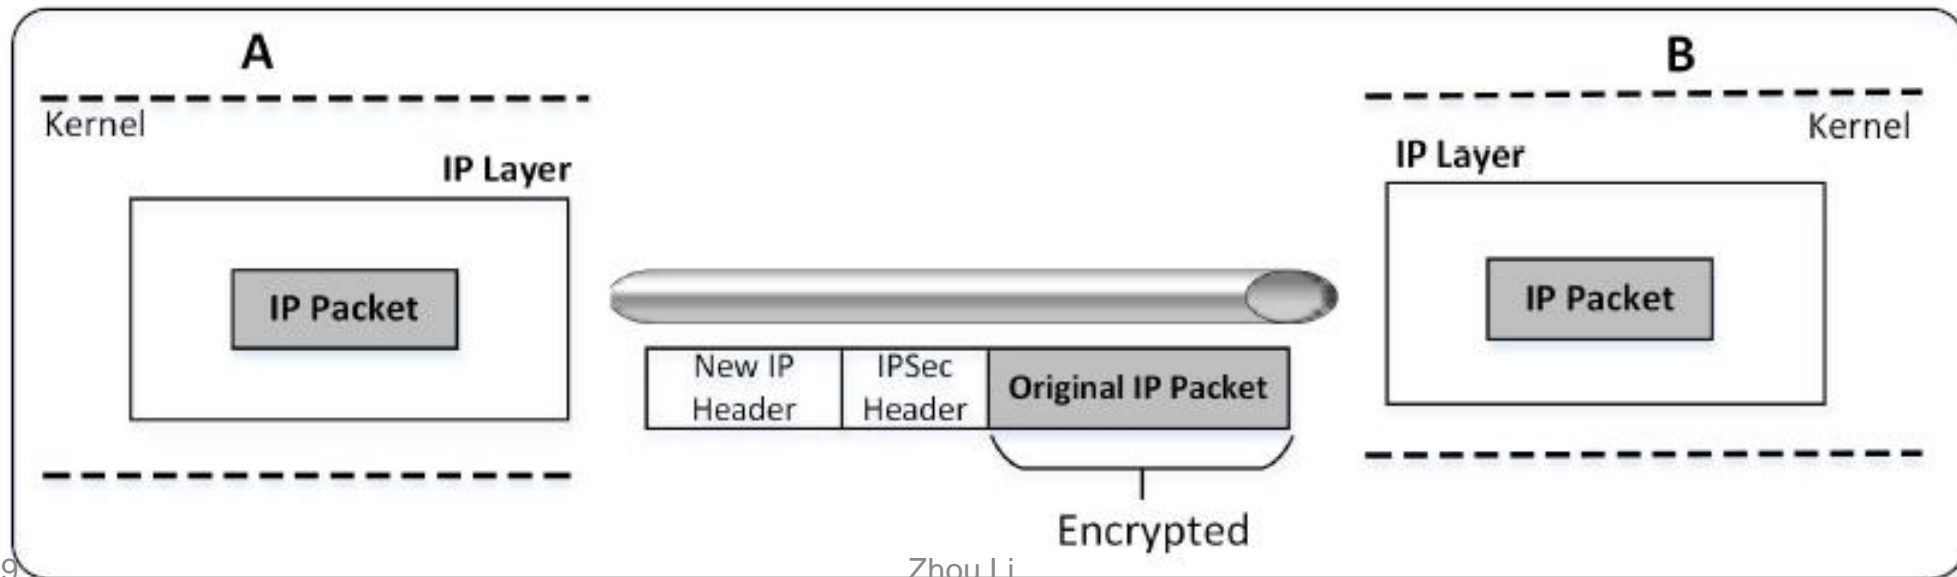 A
B
Kernel
Kernel
IP Layer
IP Layer
IP Packet
IP Packet
New IP
Header
IPSec
Header
Original IP Packet
Encrypted
9
Zhou Li